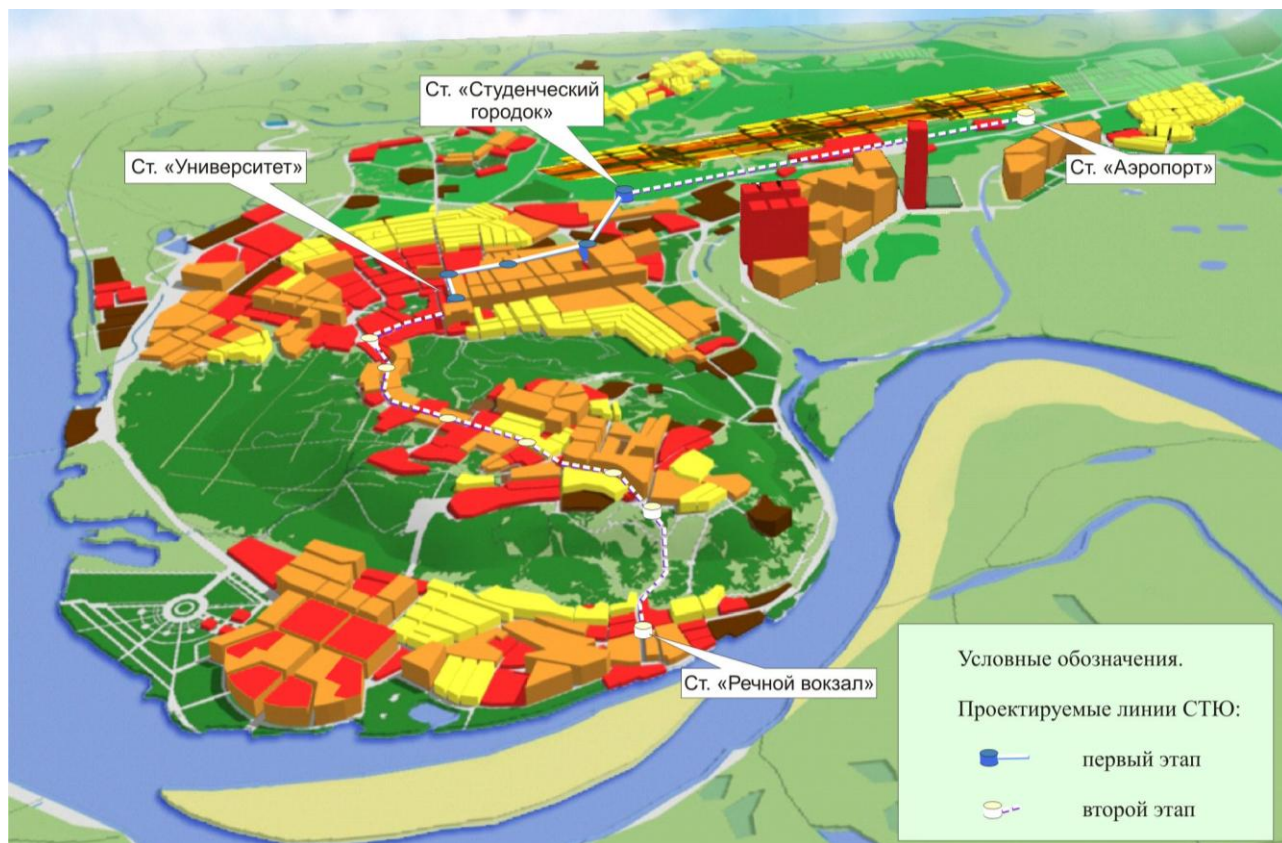 Ст. «Студенческий
городок»
Ст. «Университет»
Ст. «Аэропорт»
Ст. «Речной вокзал»
Условные обозначения.
Проектируемые линии СТЮ:
первый этап
второй этап